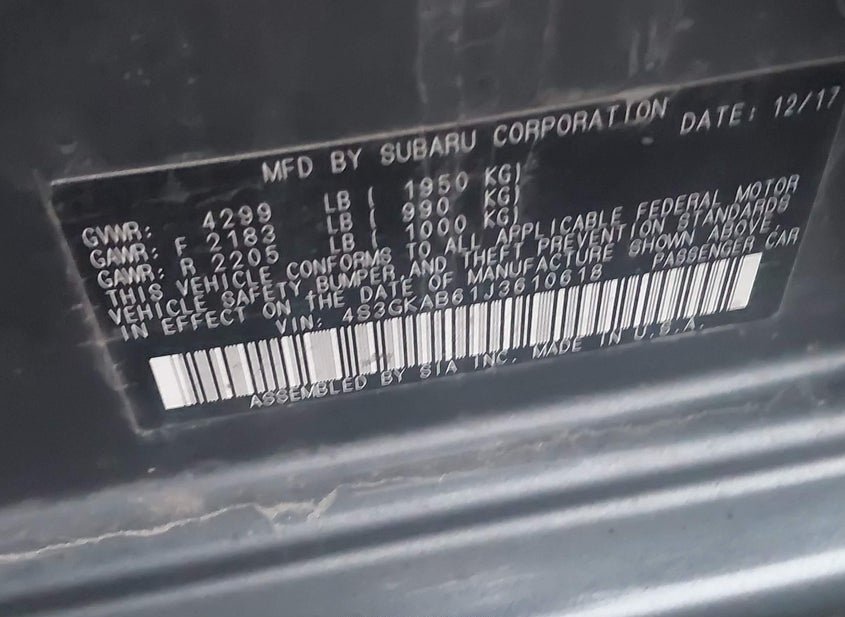 MFD BY SUBARU CORPORATION DATE: 12/17
GVWR: 4299 LB ( 1950 KG)
GAWR: F 2183 LB ( 990 KG)
GAWR: R 2205 LB ( 1000 KG)
THIS VEHICLE CONFORMS TO ALL APPLICABLE FEDERAL MOTOR
VEHICLE SAFETY, BUMPER, AND THEFT PREVENTION STANDARDS
IN EFFECT ON THE DATE OF MANUFACTURE SHOWN ABOVE.
VIN: 4S3GKAB61J3610618 PASSENGER CAR
ASSEMBLED BY SIA INC. MADE IN U.S.A.